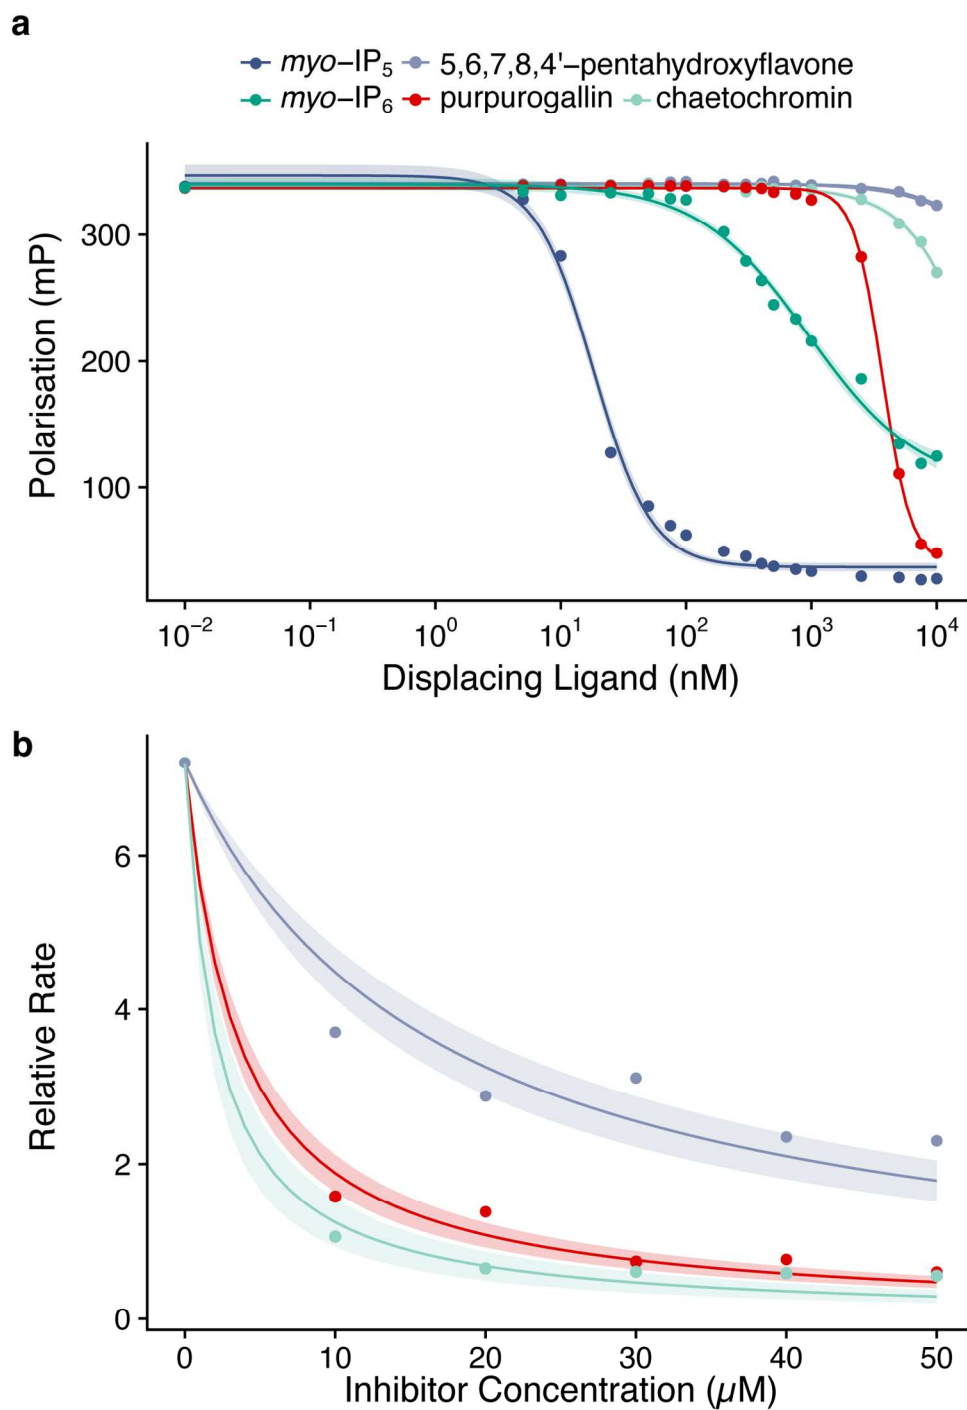 a
myo–IP₅ 5,6,7,8,4'–pentahydroxyflavone
myo–IP₆ purpurogallin chaetochromin
300
200
100
Polarisation (mP)
10⁻² 10⁻¹ 10⁰ 10¹ 10² 10³ 10⁴
Displacing Ligand (nM)
b
6
4
2
0
Relative Rate
0 10 20 30 40 50
Inhibitor Concentration (μM)